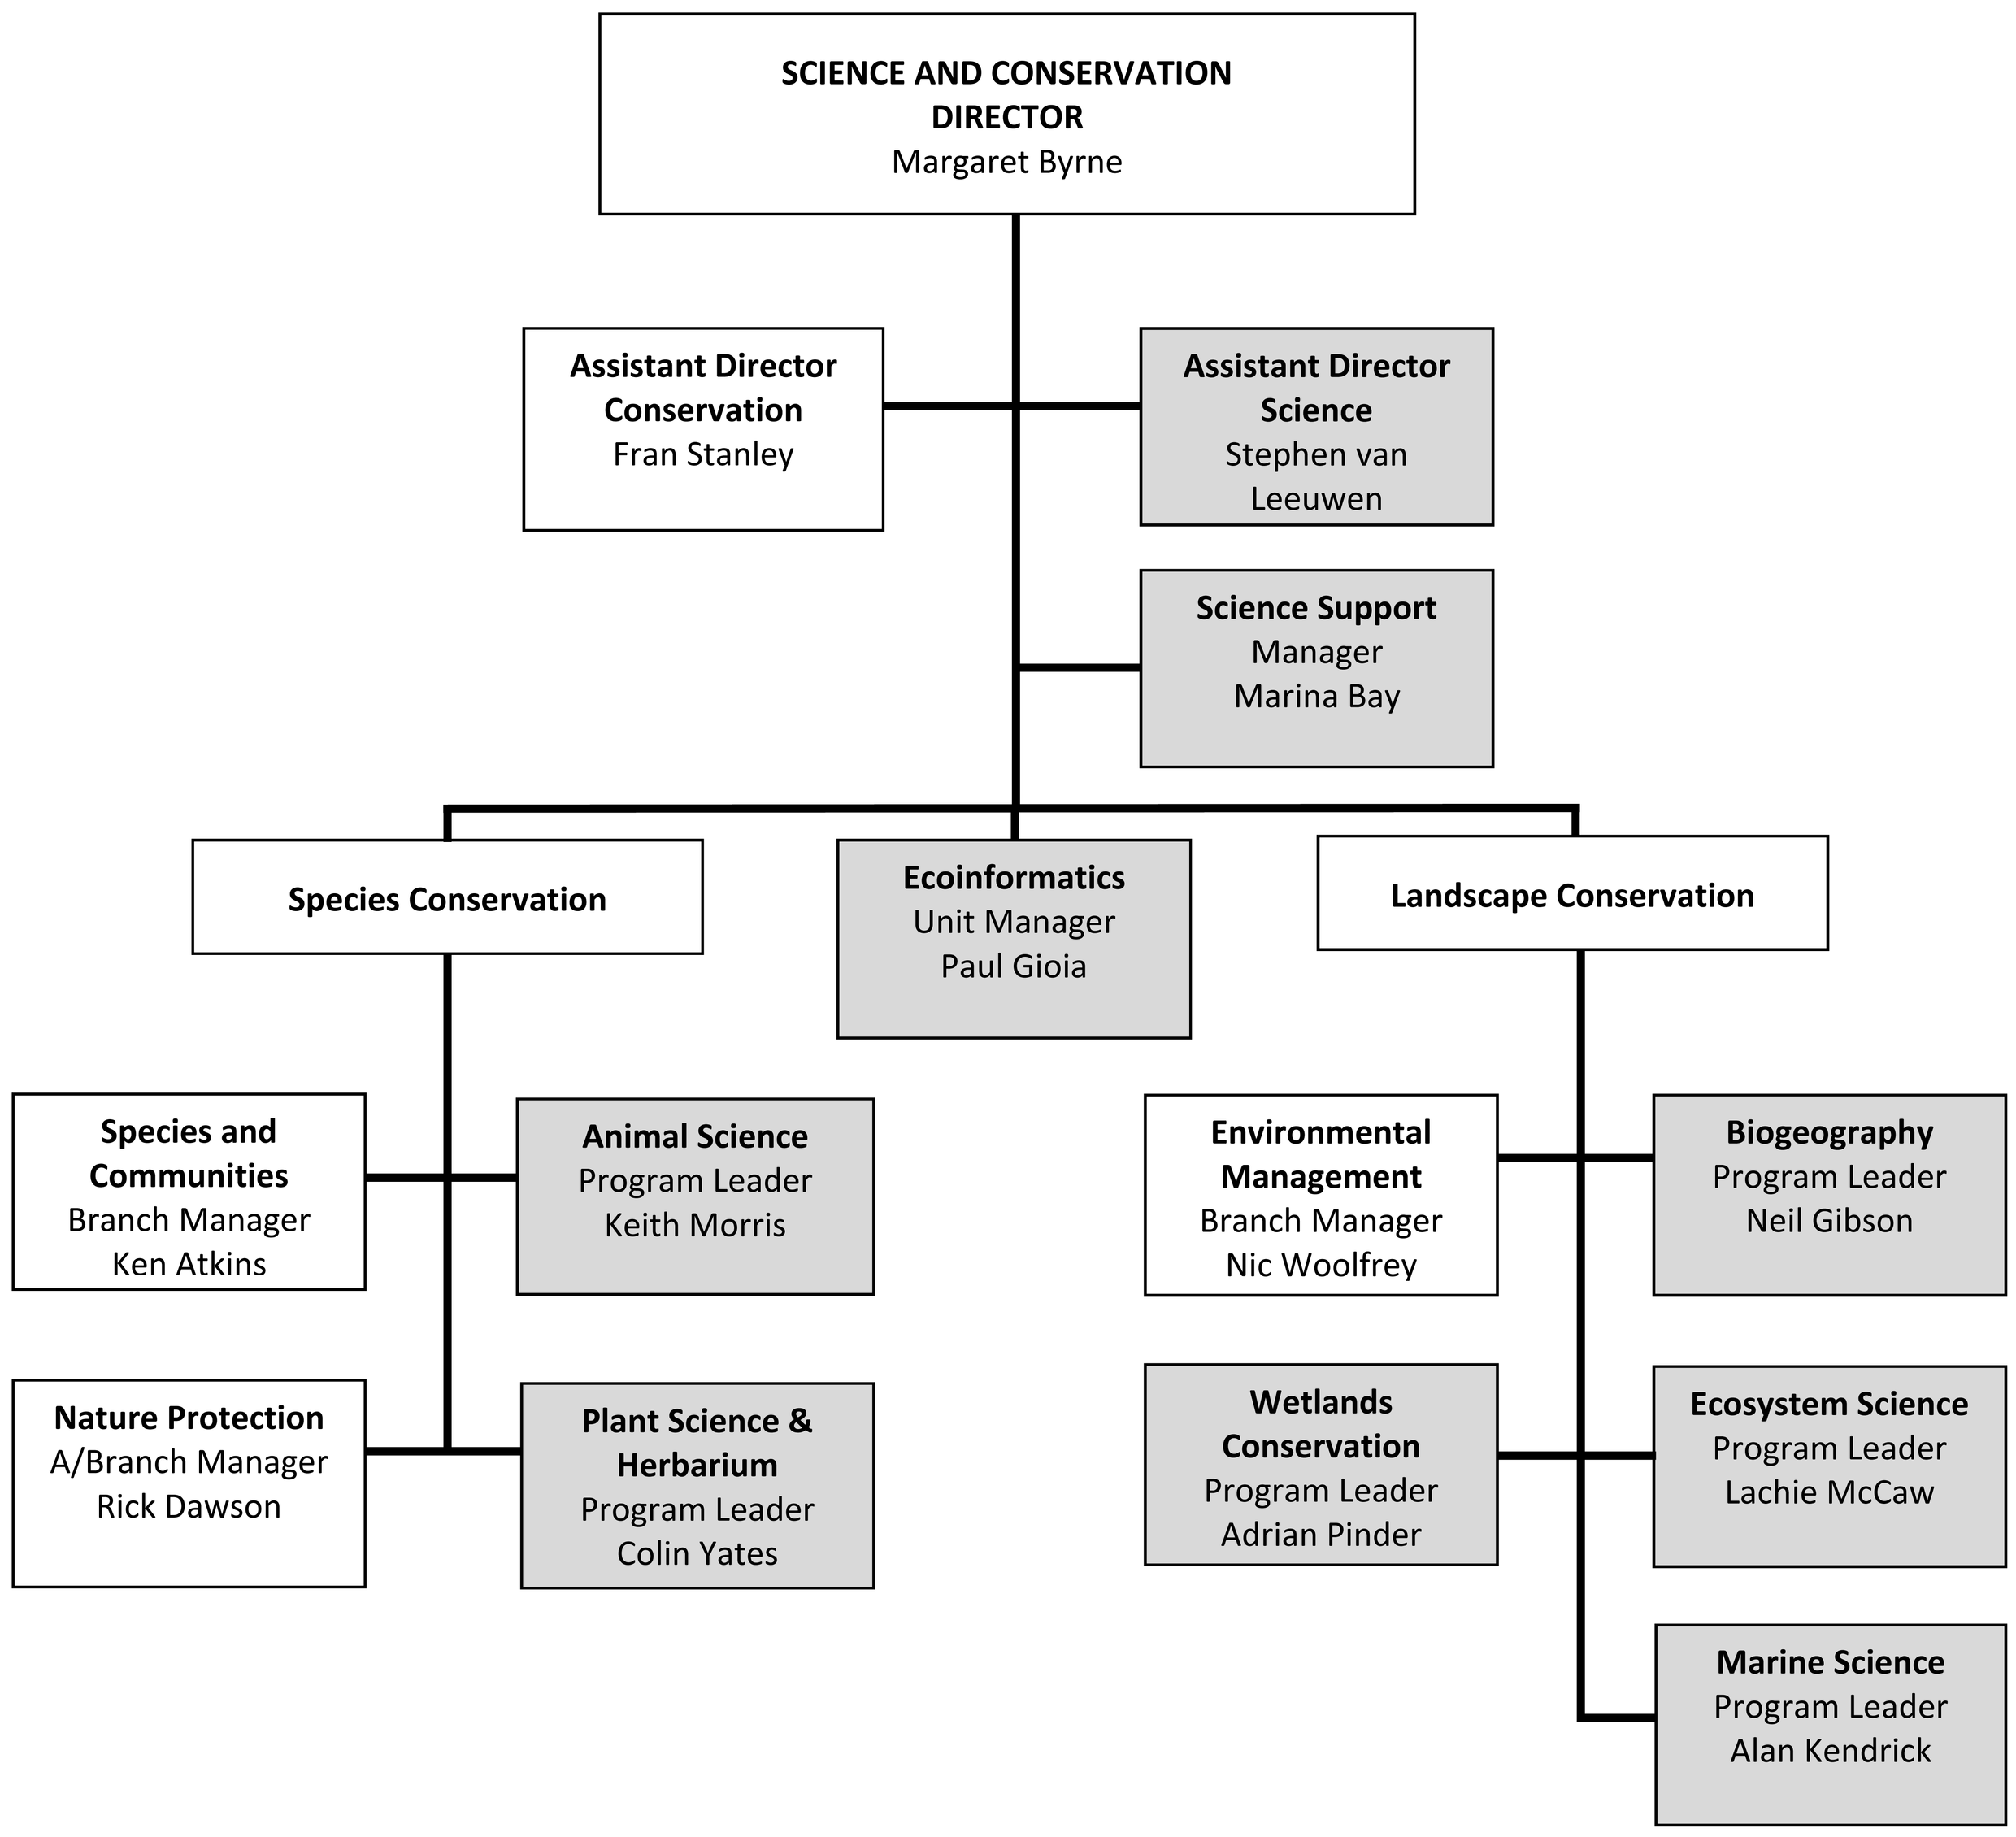 SCIENCE AND CONSERVATION
DIRECTOR
Margaret Byrne
Assistant Director
Conservation
Fran Stanley
Assistant Director
Science
Stephen van
Leeuwen
Science Support
Manager
Marina Bay
Species Conservation
Ecoinformatics
Unit Manager
Paul Gioia
Landscape Conservation
Species and
Communities
Branch Manager
Ken Atkins
Animal Science
Program Leader
Keith Morris
Environmental
Management
Branch Manager
Nic Woolfrey
Biogeography
Program Leader
Neil Gibson
Nature Protection
A/Branch Manager
Rick Dawson
Plant Science &
Herbarium
Program Leader
Colin Yates
Wetlands
Conservation
Program Leader
Adrian Pinder
Ecosystem Science
Program Leader
Lachie McCaw
Marine Science
Program Leader
Alan Kendrick